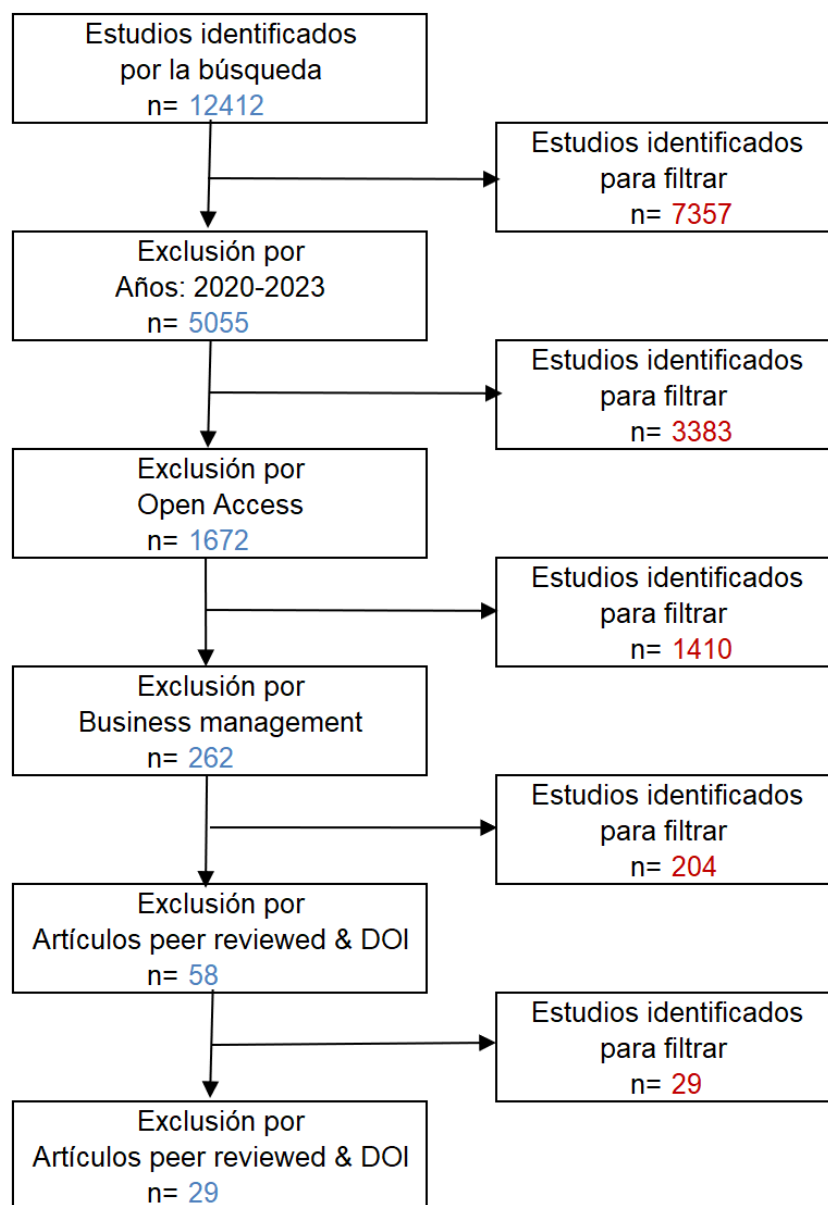 Estudios identificados
por la búsqueda
n= 12412
Estudios identificados
para filtrar
n= 7357
Exclusión por
Años: 2020-2023
n= 5055
Estudios identificados
para filtrar
n= 3383
Exclusión por
Open Access
n= 1672
Estudios identificados
para filtrar
n= 1410
Exclusión por
Business management
n= 262
Estudios identificados
para filtrar
n= 204
Exclusión por
Artículos peer reviewed & DOI
n= 58
Estudios identificados
para filtrar
n= 29
Exclusión por
Artículos peer reviewed & DOI
n= 29